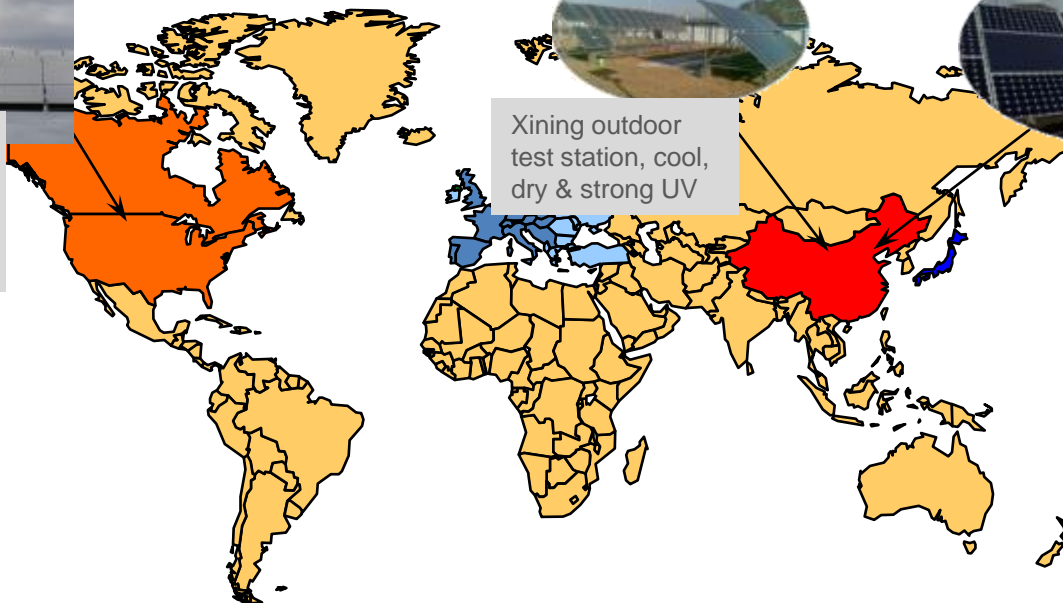 Xining outdoor
test station, cool,
dry & strong UV